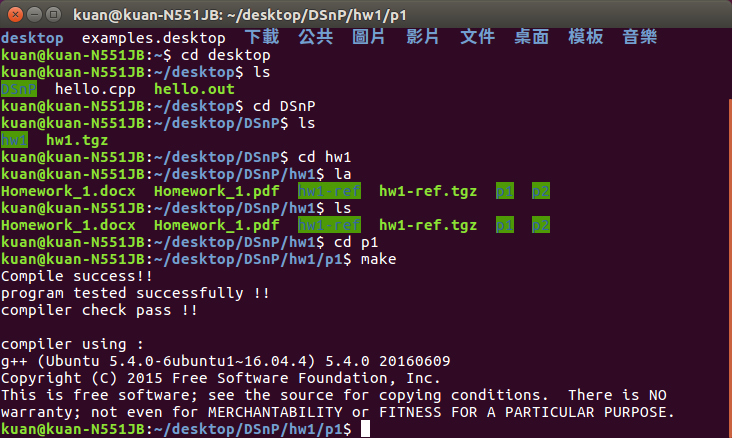 kuan@kuan-N551JB: ~/desktop/DSnP/hw1/p1
desktop  examples.desktop  下載  公共  圖片  影片  文件  桌面  模板  音樂
kuan@kuan-N551JB:~$ cd desktop
kuan@kuan-N551JB:~/desktop$ ls
DSnP  hello.cpp  hello.out
kuan@kuan-N551JB:~/desktop$ cd DSnP
kuan@kuan-N551JB:~/desktop/DSnP$ ls
hw1  hw1.tgz
kuan@kuan-N551JB:~/desktop/DSnP$ cd hw1
kuan@kuan-N551JB:~/desktop/DSnP/hw1$ la
Homework_1.docx  Homework_1.pdf  hw1-ref  hw1-ref.tgz  p1  p2
kuan@kuan-N551JB:~/desktop/DSnP/hw1$ ls
Homework_1.docx  Homework_1.pdf  hw1-ref  hw1-ref.tgz  p1  p2
kuan@kuan-N551JB:~/desktop/DSnP/hw1$ cd p1
kuan@kuan-N551JB:~/desktop/DSnP/hw1/p1$ make
Compile success!!
program tested successfully !!
compiler check pass !!
compiler using :
g++ (Ubuntu 5.4.0-6ubuntu1~16.04.4) 5.4.0 20160609
Copyright (C) 2015 Free Software Foundation, Inc.
This is free software; see the source for copying conditions.  There is NO
warranty; not even for MERCHANTABILITY or FITNESS FOR A PARTICULAR PURPOSE.
kuan@kuan-N551JB:~/desktop/DSnP/hw1/p1$